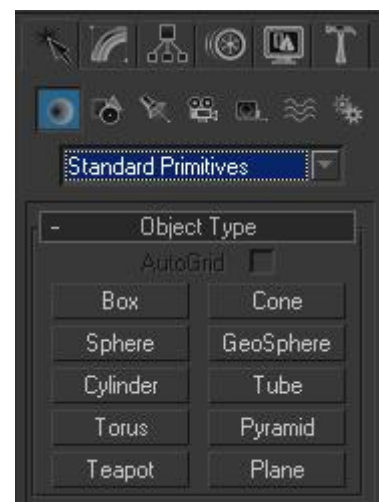 Standard Primitives
- Object Type
AutoGrid
Box Cone
Sphere GeoSphere
Cylinder Tube
Torus Pyramid
Teapot Plane